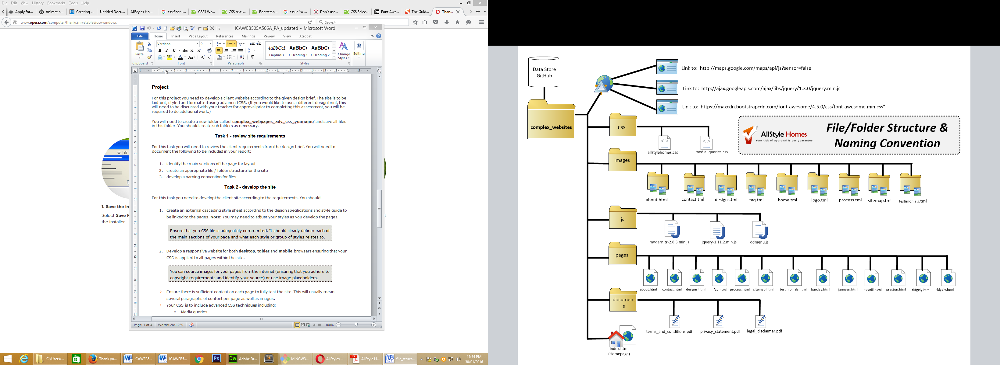 File Edit View History Bookmarks Tools Help
Apply for... Animatin... Creating ... Untitled Docu... AllStyles Ho... css float -... CSS3 We... CSS text-... Bootstrap... css id^= ... Don't use... CSS Selec... Font Awe... The Guid... Than...
www.opera.com/computer/thanks?ni=stable&os=windows
Search
1. Save the in
Select Save F
the installer.
t
ICAWEB505A506A_PA_updated - Microsoft Word
File Home Insert Page Layout References Mailings Review View Acrobat
Paste
Verdana 9
AaBbCcL AaBbCc AaBbCc
Emphasis ¶ Heading 1 ¶ Heading 2
Change Styles
Editing
Clipboard Font Paragraph Styles
Project
For this project you need to develop a client website according to the given design brief. The site is to be
laid out, styled and formatted using advanced CSS. (If you would like to use a different design brief, this
will need to be discussed with your teacher for approval prior to completing this assessment, you will be
required to do additional work.)
You will need to create a new folder called 'complex_webpages_adv_css_youname' and save all files
in this folder. You should create sub folders as necessary.
Task 1 - review site requirements
For this task you will need to review the client requirements from the design brief. You will need to
document the following to be included in your report:
1. identify the main sections of the page for layout
2. create an appropriate file / folder structure for the site
3. develop a naming convention for files
Task 2 - develop the site
For this task you need to develop the client site according to the requirements. You should:
1. Create an external cascading style sheet according to the design specifications and style guide to
be linked to the pages. Note: You may need to adjust your styles as you develop the pages.
Ensure that you CSS file is adequately commented. It should clearly define: each of
the main sections of your page and what each style or group of styles relates to.
2. Develop a responsive website for both desktop, tablet and mobile browsers ensuring that your
CSS is applied to all pages within the site.
You can source images for your pages from the internet (ensuring that you adhere to
copyright requirements and identify your source) or use image placeholders.
Ensure there is sufficient content on each page to fully test the site. This will usually mean
several paragraphs of content per page as well as images.
Your CSS is to include advanced CSS techniques including:
o Media queries
Page: 3 of 4 Words: 28/1,269 100%
C:\Users\... Thank yo... ICAWEB5... ICAWEB5... Adobe Dr... MINGW3... AllStyles ... AllStyle H... file_struct...
11:54 PM
30/01/2016
Data Store
GitHub
complex_websites
Link to: http://maps.google.com/maps/api/js?sensor=false
Link to: http://ajax.googleapis.com/ajax/libs/jquery/1.3.0/jquery.min.js
Link to: https://maxcdn.bootstrapcdn.com/font-awesome/4.5.0/css/font-awesome.min.css"
AllStyle Homes
Your tick of approval is our guarantee
File/Folder Structure &
Naming Convention
css
allstylehomes.css media_queries.css
images
about.html contact.tml designs.tml faq.tml home.tml logo.tml process.tml sitemap.tml testimonials.tml
js
modernizr-2.8.3.min.js jquery-1.11.2.min.js ddmenu.js
pages
about.html contact.html designs.html faq.html process.html sitemap.html testimonials.html barclay.html jannsen.html novelli.html preston.html ridgely.html ridgely.html
document
s
terms_and_conditions.pdf privacy_statement.pdf legal_disclaimer.pdf
index.html
(Homepage)